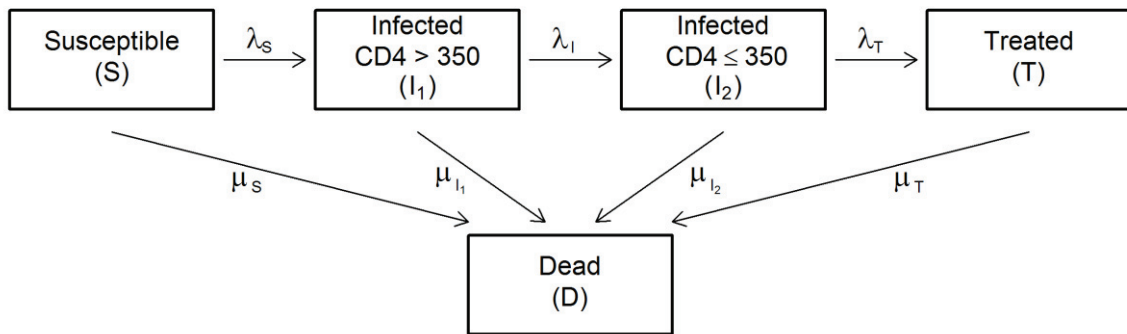 Susceptible
(S)
λS
Infected
CD4 > 350
(I1)
λI
Infected
CD4 ≤ 350
(I2)
λT
Treated
(T)
μS
μI1
μI2
μT
Dead
(D)